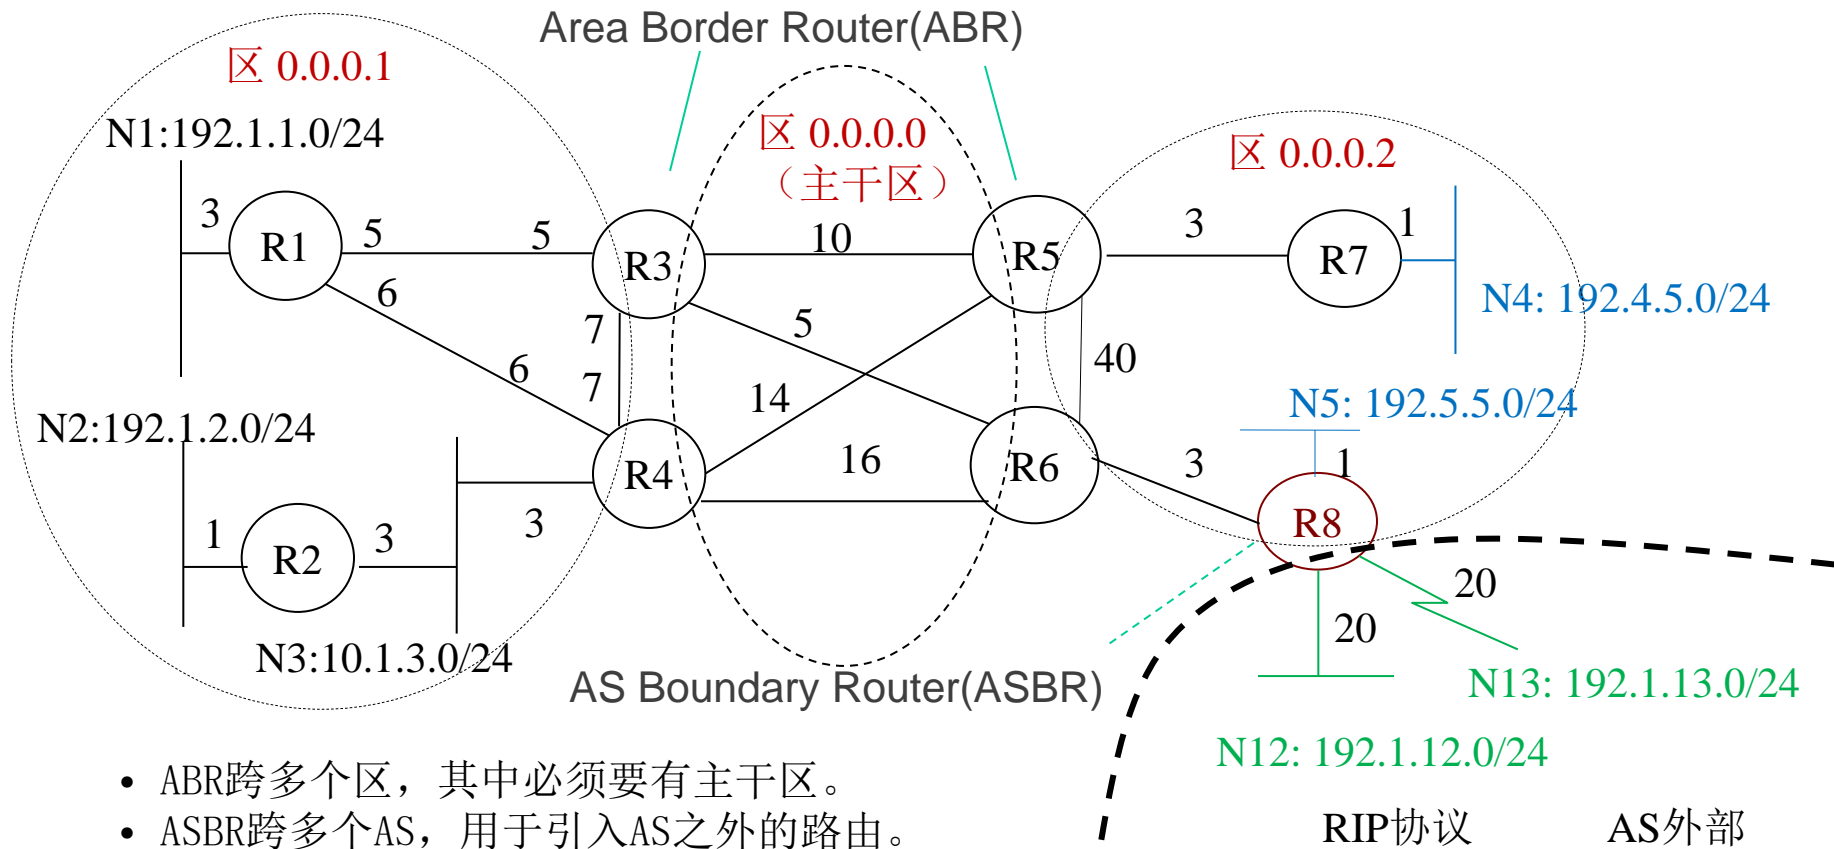 Area Border Router(ABR)
区 0.0.0.1
N1:192.1.1.0/24
区 0.0.0.0
（主干区）
区 0.0.0.2
3
R1
5
5
R3
10
R5
3
R7
1
6
7
5
N4: 192.4.5.0/24
6
7
14
40
N5: 192.5.5.0/24
N2:192.1.2.0/24
R4
16
R6
3
1
1
R2
3
3
R8
20
20
N3:10.1.3.0/24
AS Boundary Router(ASBR)
N13: 192.1.13.0/24
N12: 192.1.12.0/24
• ABR跨多个区，其中必须要有主干区。
• ASBR跨多个AS，用于引入AS之外的路由。
RIP协议
AS外部